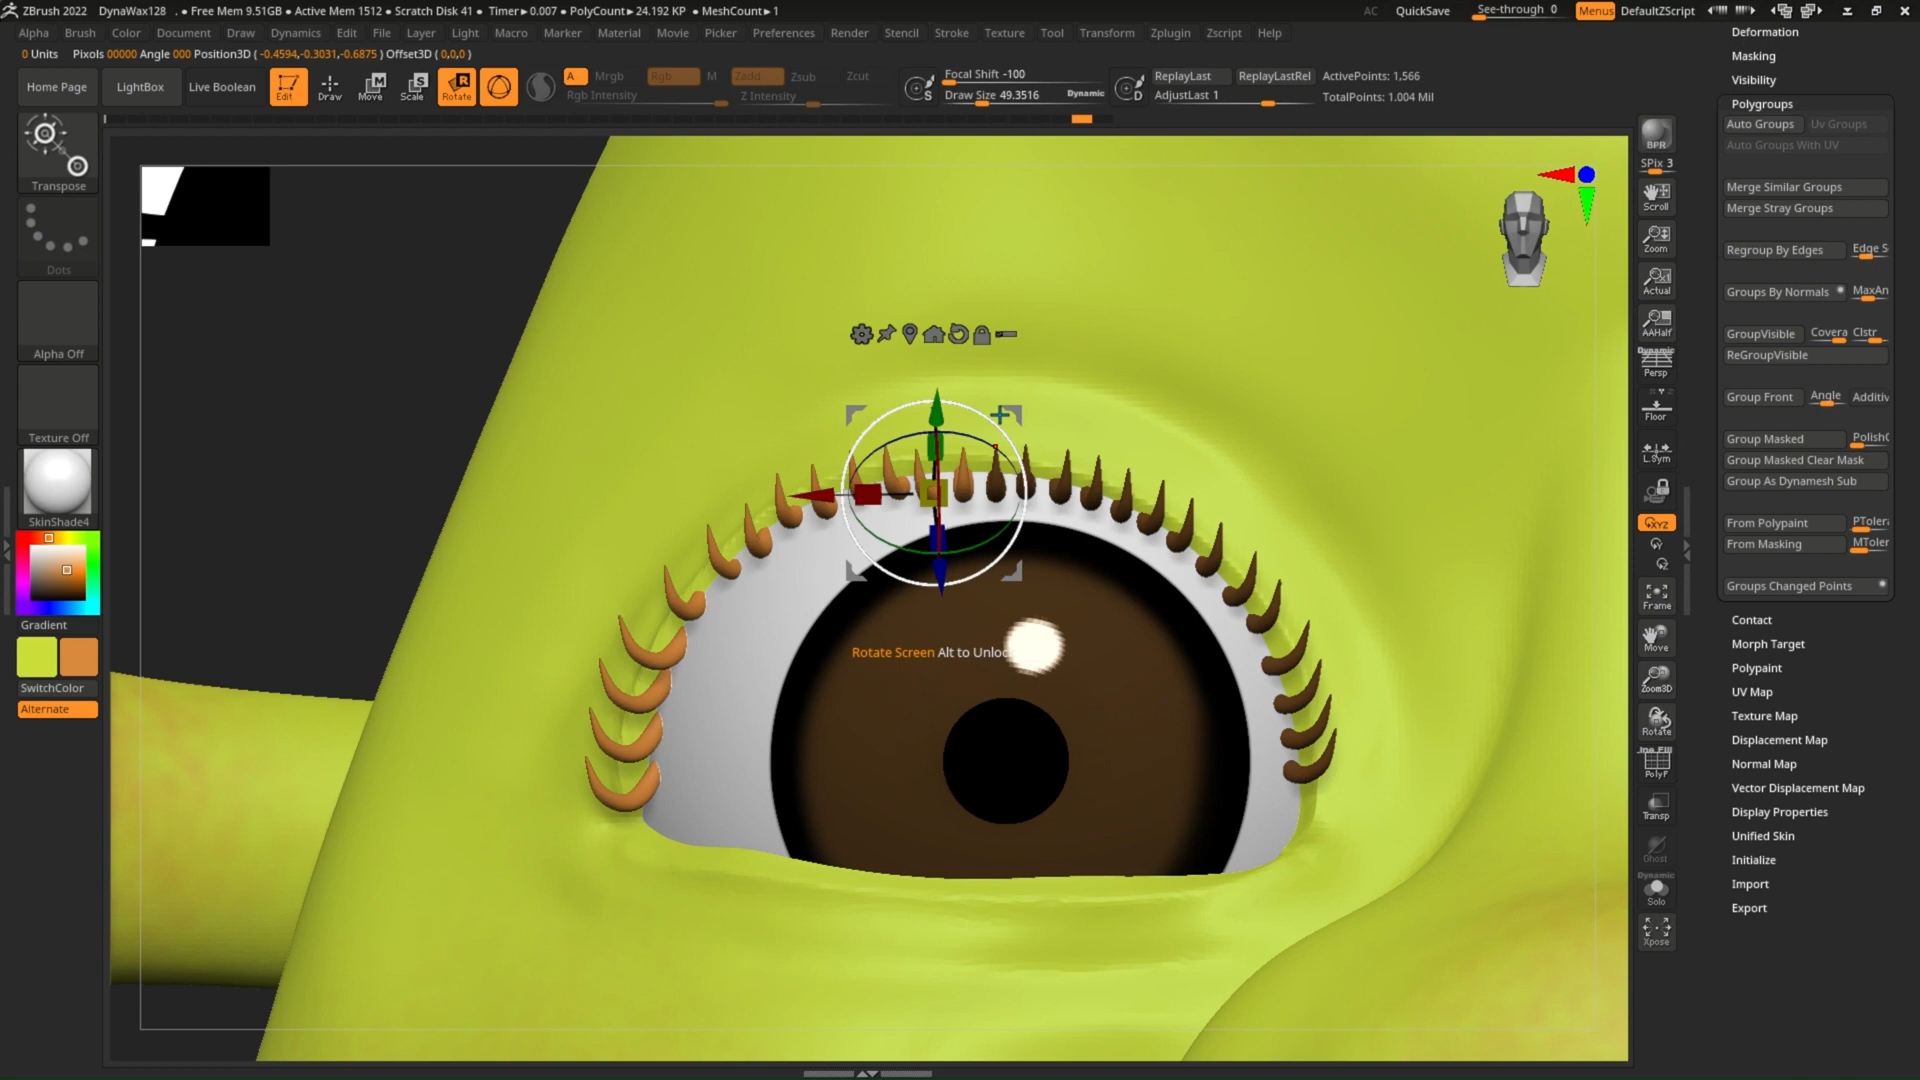 ZBrush 2022 DynaWax128 . • Free Mem 9.51GB • Active Mem 1512 • Scratch Disk 41 • Timer▸0.007 • PolyCount▸24.192 KP • MeshCount▸1
AC QuickSave See-through 0 Menus DefaultZScript
Alpha Brush Color Document Draw Dynamics Edit File Layer Light Macro Marker Material Movie Picker Preferences Render Stencil Stroke Texture Tool Transform Zplugin Zscript Help
0 Units Pixols 00000 Angle 000 Position3D ( -0.4594,-0.3031,-0.6875 ) Offset3D ( 0,0,0 )
Home Page LightBox Live Boolean Edit Draw Move Scale Rotate
A Mrgb Rgb M Zadd Zsub Zcut
Rgb Intensity Z Intensity
Focal Shift -100
Draw Size 49.3516 Dynamic
S
D
ReplayLast ReplayLastRel ActivePoints: 1,566
AdjustLast 1 TotalPoints: 1.004 Mil
Transpose
Dots
Alpha Off
Texture Off
SkinShade4
Gradient
SwitchColor
Alternate
Rotate Screen Alt to Unloc
BPR
SPix 3
Scroll
Zoom
Actual
AAHalf
Dynamic
Persp
Floor
L.Sym
XYZ
Frame
Move
Zoom3D
Rotate
Line Fill
PolyF
Transp
Ghost
Dynamic
Solo
Xpose
Deformation
Masking
Visibility
Polygroups
Auto Groups Uv Groups
Auto Groups With UV
Merge Similar Groups
Merge Stray Groups
Regroup By Edges Edge S
Groups By Normals MaxAn
GroupVisible Covera Clstr
ReGroupVisible
Group Front Angle Additiv
Group Masked PolishG
Group Masked Clear Mask
Group As Dynamesh Sub
From Polypaint PTolera
From Masking MToler
Groups Changed Points
Contact
Morph Target
Polypaint
UV Map
Texture Map
Displacement Map
Normal Map
Vector Displacement Map
Display Properties
Unified Skin
Initialize
Import
Export